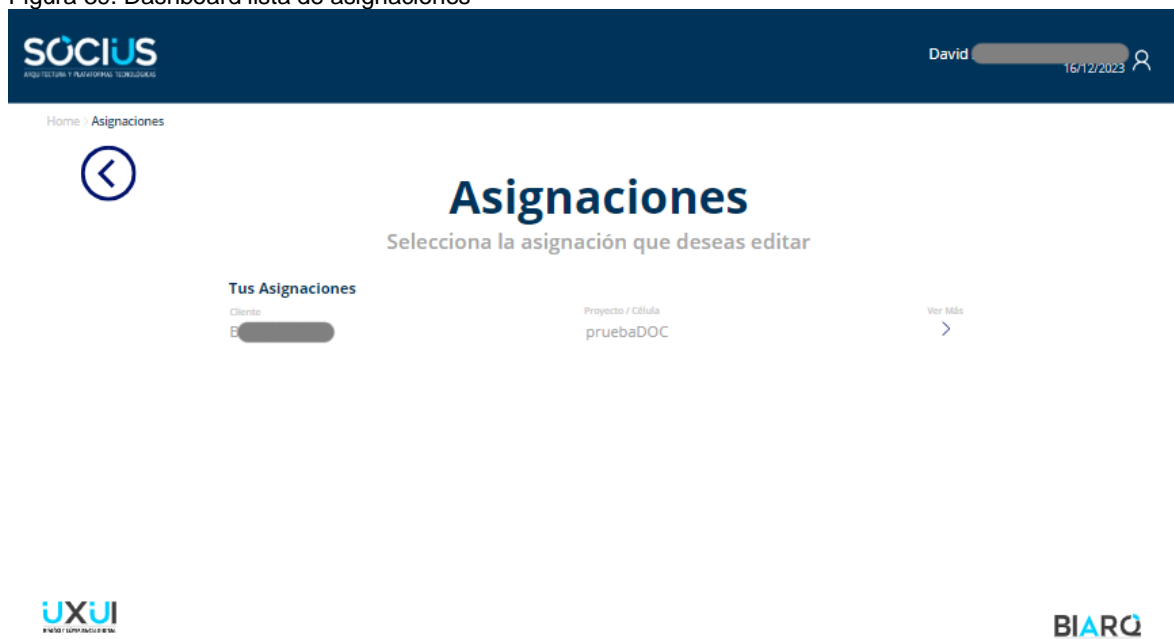 Figura 69. Dashboard lista de asignaciones
SOCIUS
ARQUITECTURA Y PLATAFORMAS TECNOLÓGICAS
David
16/12/2023
Home > Asignaciones
Asignaciones
Selecciona la asignación que deseas editar
Tus Asignaciones
Cliente Proyecto / Célula Ver Más
B pruebaDOC
UXUI
BIARQ